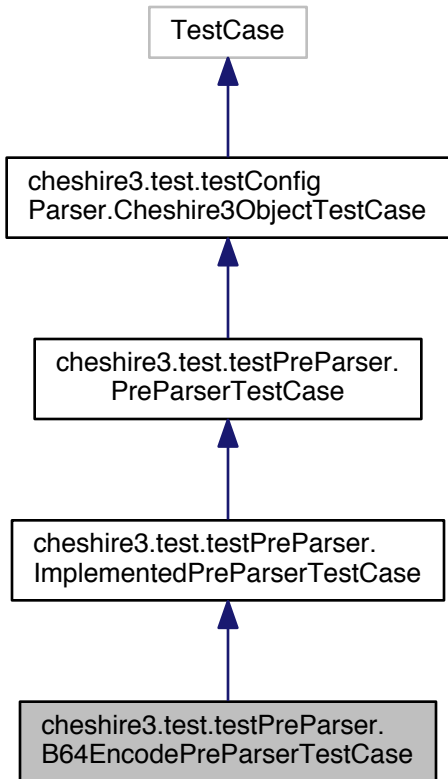 TestCase
cheshire3.test.testConfig
Parser.Cheshire3ObjectTestCase
cheshire3.test.testPreParser.
PreParserTestCase
cheshire3.test.testPreParser.
ImplementedPreParserTestCase
cheshire3.test.testPreParser.
B64EncodePreParserTestCase